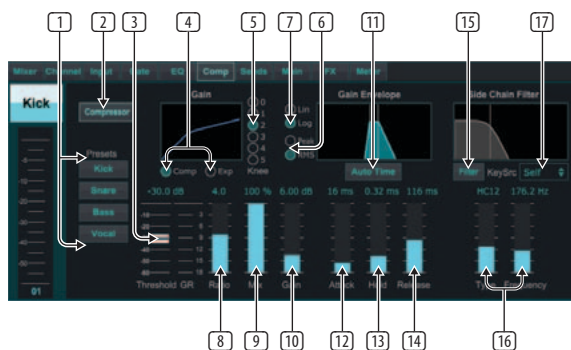 1 2 3 4 5 7 6 11 15 17
Mixer Channel Input Gate EQ Comp Sends Main FX Meter
Kick
Gain
Gain Envelope
Side Chain Filter
Compressor
0
1
2
3
4
5
Knee
Lin
Log
Peak
RMS
Presets
Kick
Snare
Bass
Vocal
Comp Exp
Auto Time
Filter KeySrc Self
-30.0 dB 4.0 100 % 6.00 dB 16 ms 0.32 ms 116 ms HC12 176.2 Hz
Threshold GR Ratio Mix Gain Attack Hold Release Type Frequency
01
8 9 10 12 13 14 16